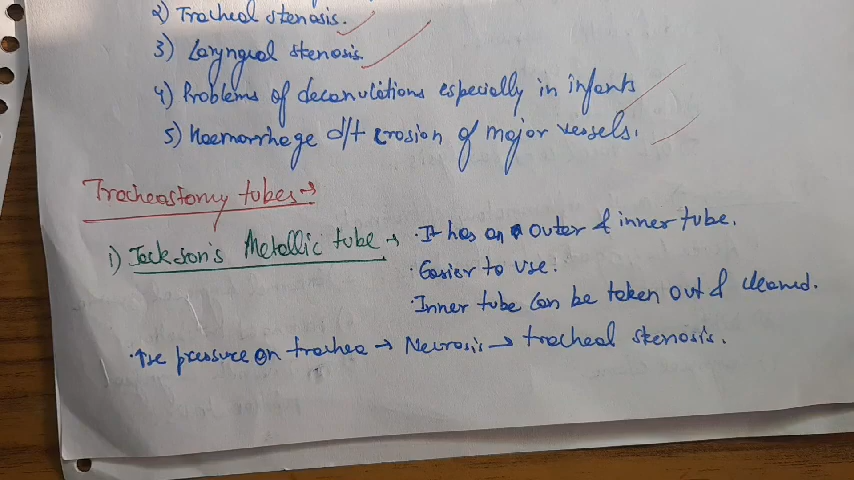 2) Tracheal stenosis.
3) Laryngeal stenosis.
4) Problems of decanulations especially in infants
5) Haemorrhage d/t erosion of major vessels.
Tracheostomy tubes→
i) Jackson's Metallic tube → · It has an outer & inner tube.
· Easier to use.
· Inner tube can be taken out & cleaned.
· ↑se pressure on trachea → Necrosis → tracheal stenosis.